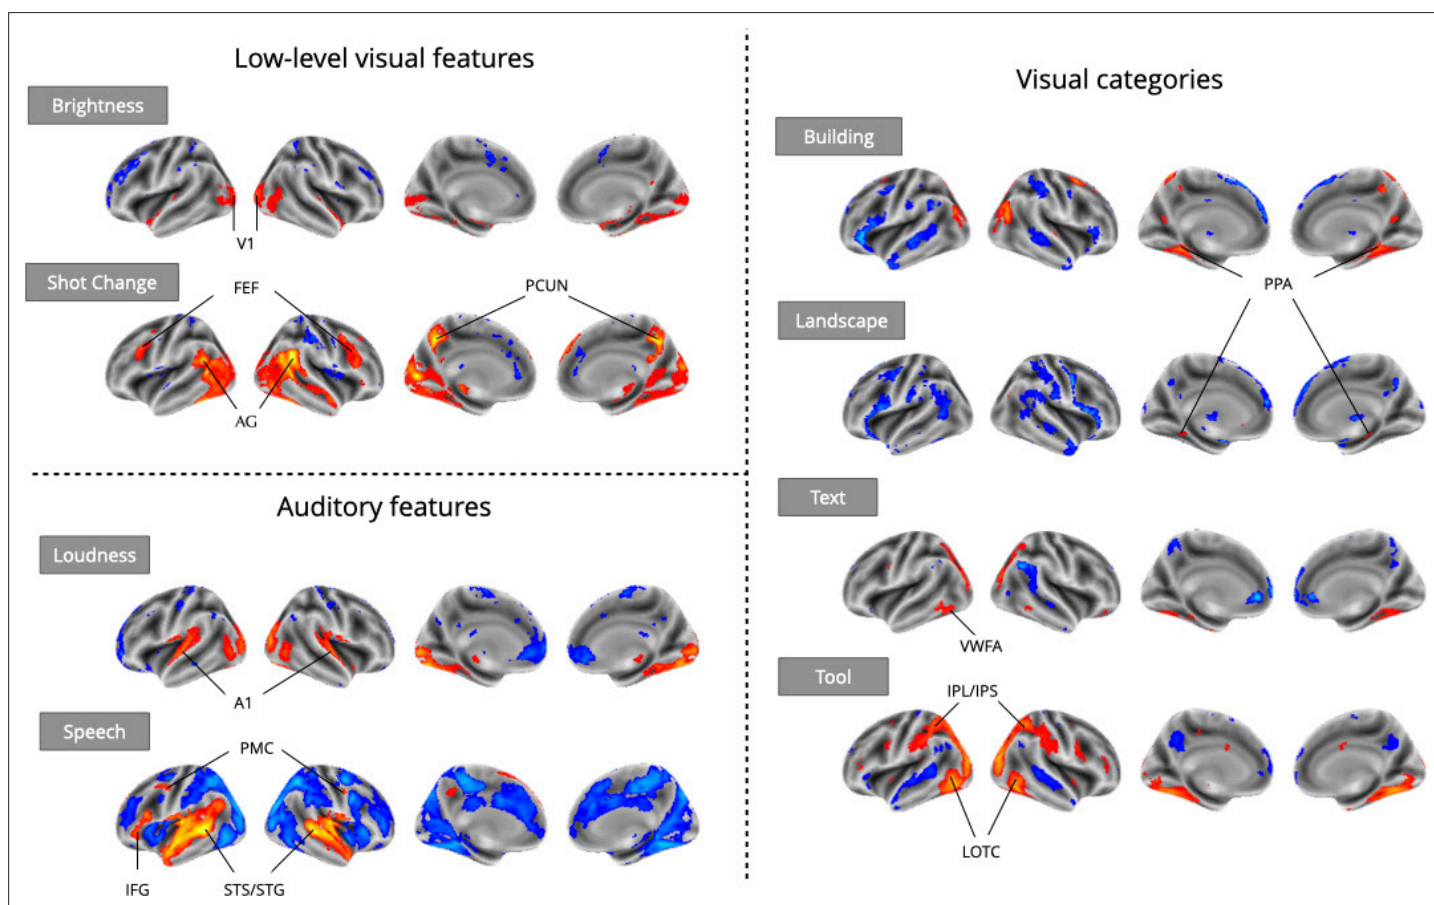 Low-level visual features
Brightness
V1
Shot Change
FEF
PCUN
AG
Auditory features
Loudness
A1
Speech
PMC
IFG
STS/STG
Visual categories
Building
PPA
Landscape
Text
VWFA
Tool
IPL/IPS
LOTC